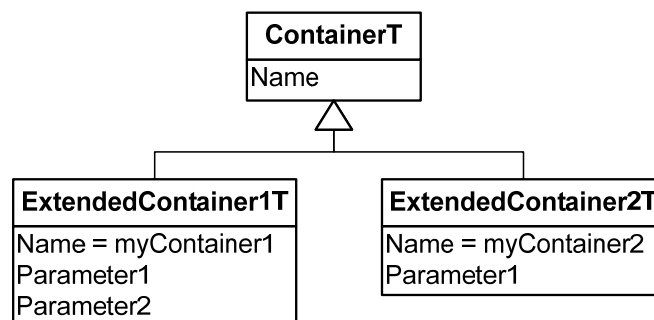 ContainerT
Name
ExtendedContainer1T
Name = myContainer1
Parameter1
Parameter2
ExtendedContainer2T
Name = myContainer2
Parameter1